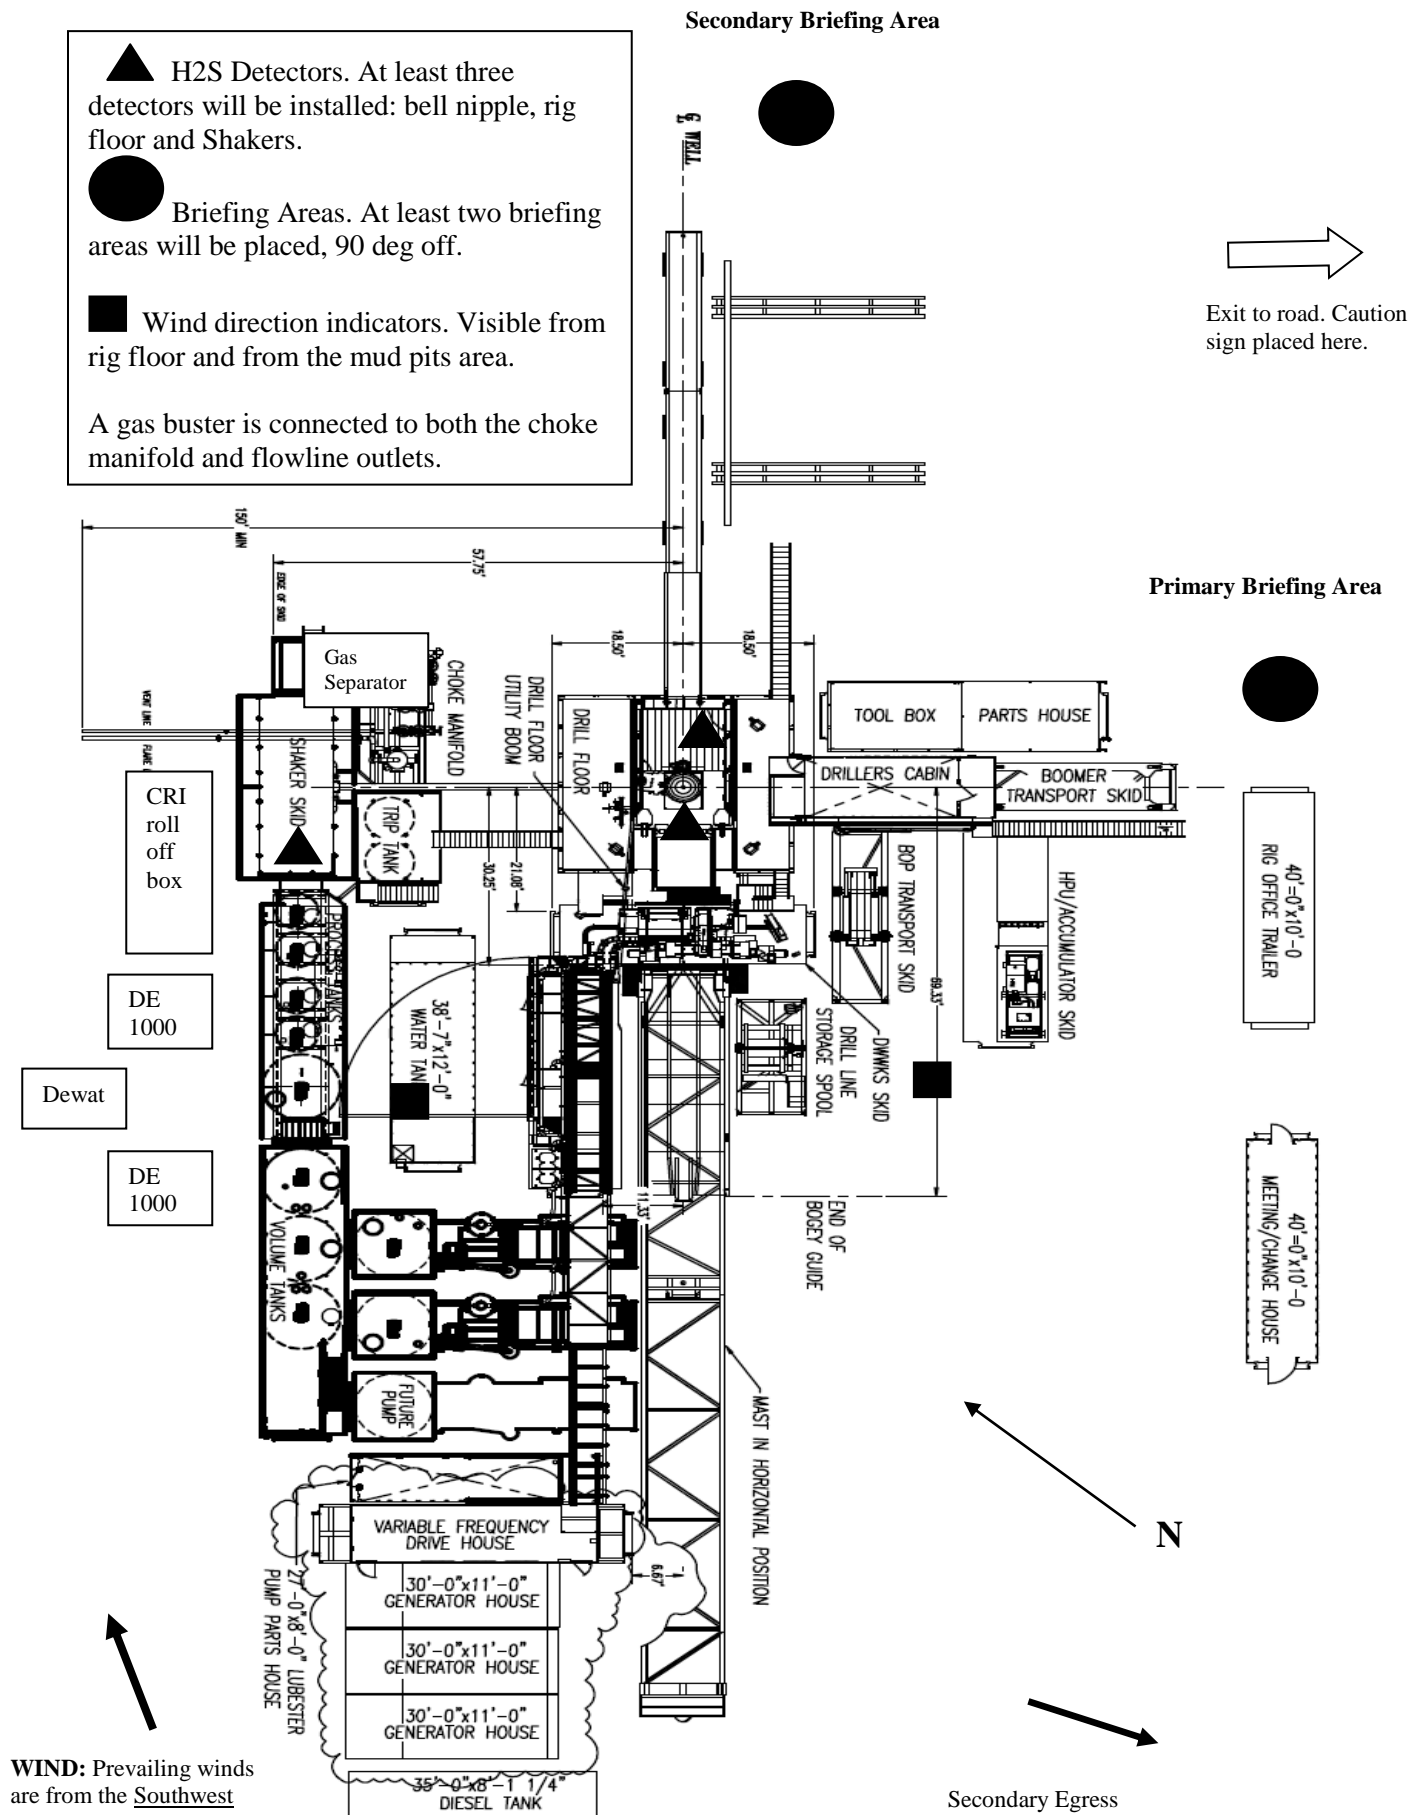 Secondary Briefing Area
H2S Detectors. At least three
detectors will be installed: bell nipple, rig
floor and Shakers.
Briefing Areas. At least two briefing
areas will be placed, 90 deg off.
Wind direction indicators. Visible from
rig floor and from the mud pits area.
A gas buster is connected to both the choke
manifold and flowline outlets.
WELL
Exit to road. Caution
sign placed here.
150' MIN
57.75'
EDGE OF SKID
18.50'
18.50'
Primary Briefing Area
Gas
Separator
CHOKE MANIFOLD
DRILL FLOOR
UTILITY BOOM
DRILL FLOOR
TOOL BOX
PARTS HOUSE
VENT LINE
SHAKER SKID
DRILLERS CABIN
BOOMER
TRANSPORT SKID
CRI
roll
off
box
TRIP TANK
30.25'
21.08'
BOP TRANSPORT SKID
HPU/ACCUMULATOR SKID
40'=0"x10'-0
RIG OFFICE TRAILER
DE
1000
38'-7"x12'-0"
69.33'
DRILL LINE
STORAGE SPOOL
DWWKS SKID
Dewat
DE
1000
VOLUME TANKS
11.33'
END OF
BOGEY GUIDE
40'=0"x10'-0
MEETING/CHANGE HOUSE
FUTURE
PUMP
MAST IN HORIZONTAL POSITION
N
VARIABLE FREQUENCY
DRIVE HOUSE
6.67'
27'-0"x8'-0" LUBESTER
PUMP PARTS HOUSE
30'-0"x11'-0"
GENERATOR HOUSE
30'-0"x11'-0"
GENERATOR HOUSE
30'-0"x11'-0"
GENERATOR HOUSE
WIND: Prevailing winds
are from the Southwest
35'-0"x8'-1 1/4"
DIESEL TANK
Secondary Egress